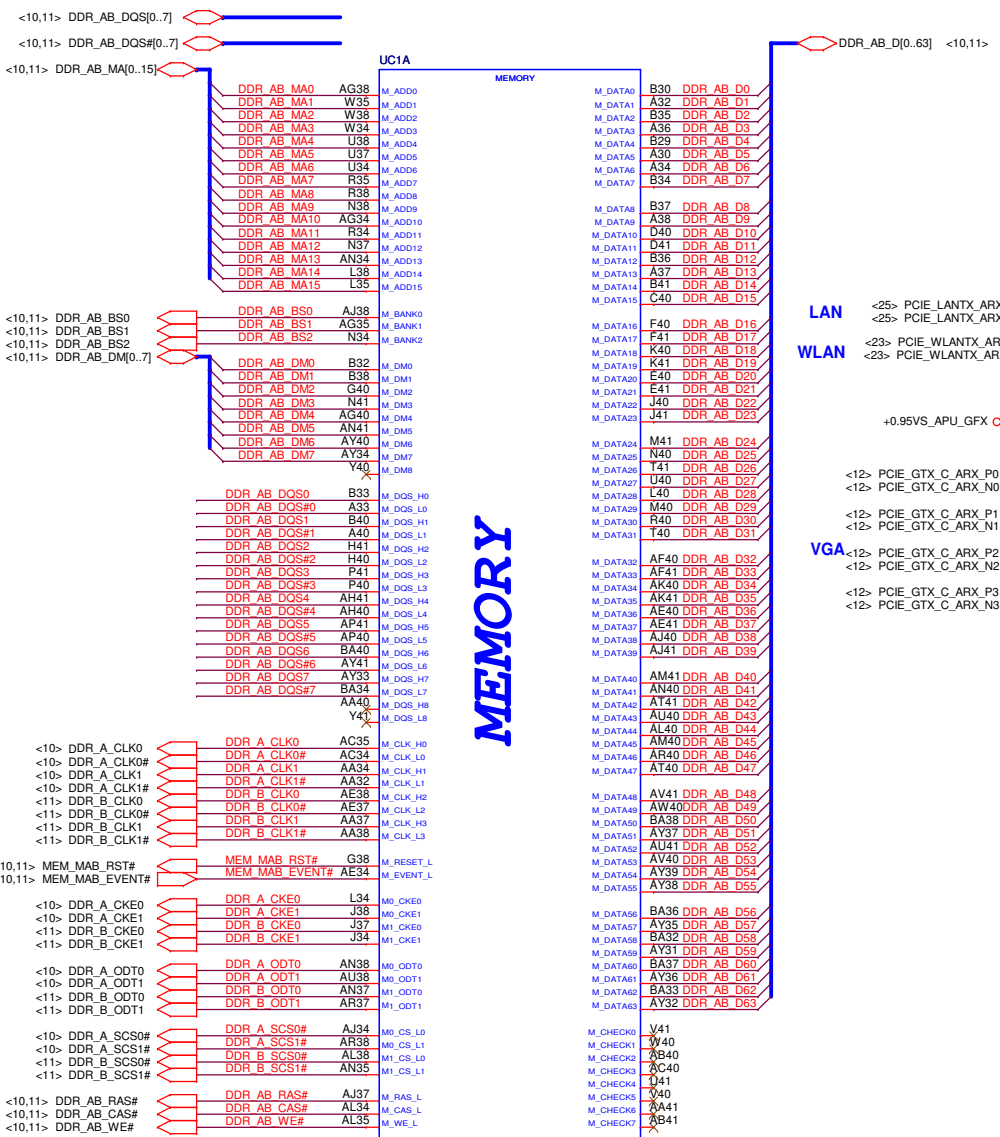 <10,11> DDR_AB_DQS[0..7]
<10,11> DDR_AB_DQS#[0..7]
<10,11> DDR_AB_MA[0..15]
DDR_AB_D[0..63] <10,11>
UC1A
MEMORY
DDR_AB_MA0 AG38 M_ADD0
DDR_AB_MA1 W35 M_ADD1
DDR_AB_MA2 W38 M_ADD2
DDR_AB_MA3 W34 M_ADD3
DDR_AB_MA4 U38 M_ADD4
DDR_AB_MA5 U37 M_ADD5
DDR_AB_MA6 U34 M_ADD6
DDR_AB_MA7 R35 M_ADD7
DDR_AB_MA8 R38 M_ADD8
DDR_AB_MA9 N38 M_ADD9
DDR_AB_MA10 AG34 M_ADD10
DDR_AB_MA11 R34 M_ADD11
DDR_AB_MA12 N37 M_ADD12
DDR_AB_MA13 AN34 M_ADD13
DDR_AB_MA14 L38 M_ADD14
DDR_AB_MA15 L35 M_ADD15
<10,11> DDR_AB_BS0 DDR_AB_BS0 AJ38 M_BANK0
<10,11> DDR_AB_BS1 DDR_AB_BS1 AG35 M_BANK1
<10,11> DDR_AB_BS2 DDR_AB_BS2 N34 M_BANK2
<10,11> DDR_AB_DM[0..7]
DDR_AB_DM0 B32 M_DM0
DDR_AB_DM1 B38 M_DM1
DDR_AB_DM2 G40 M_DM2
DDR_AB_DM3 N41 M_DM3
DDR_AB_DM4 AG40 M_DM4
DDR_AB_DM5 AN41 M_DM5
DDR_AB_DM6 AY40 M_DM6
DDR_AB_DM7 AY34 M_DM7
Y40 M_DM8
DDR_AB_DQS0 B33 M_DQS_H0
DDR_AB_DQS#0 A33 M_DQS_L0
DDR_AB_DQS1 B40 M_DQS_H1
DDR_AB_DQS#1 A40 M_DQS_L1
DDR_AB_DQS2 H41 M_DQS_H2
DDR_AB_DQS#2 H40 M_DQS_L2
DDR_AB_DQS3 P41 M_DQS_H3
DDR_AB_DQS#3 P40 M_DQS_L3
DDR_AB_DQS4 AH41 M_DQS_H4
DDR_AB_DQS#4 AH40 M_DQS_L4
DDR_AB_DQS5 AP41 M_DQS_H5
DDR_AB_DQS#5 AP40 M_DQS_L5
DDR_AB_DQS6 BA40 M_DQS_H6
DDR_AB_DQS#6 AY41 M_DQS_L6
DDR_AB_DQS7 AY33 M_DQS_H7
DDR_AB_DQS#7 BA34 M_DQS_L7
AA40 M_DQS_H8
Y41 M_DQS_L8
<10> DDR_A_CLK0 DDR_A_CLK0 AC35 M_CLK_H0
<10> DDR_A_CLK0# DDR_A_CLK0# AC34 M_CLK_L0
<10> DDR_A_CLK1 DDR_A_CLK1 AA34 M_CLK_H1
<10> DDR_A_CLK1# DDR_A_CLK1# AA32 M_CLK_L1
<11> DDR_B_CLK0 DDR_B_CLK0 AE38 M_CLK_H2
<11> DDR_B_CLK0# DDR_B_CLK0# AE37 M_CLK_L2
<11> DDR_B_CLK1 DDR_B_CLK1 AA37 M_CLK_H3
<11> DDR_B_CLK1# DDR_B_CLK1# AA38 M_CLK_L3
10,11> MEM_MAB_RST# MEM_MAB_RST# G38 M_RESET_L
10,11> MEM_MAB_EVENT# MEM_MAB_EVENT# AE34 M_EVENT_L
<10> DDR_A_CKE0 DDR_A_CKE0 L34 M0_CKE0
<10> DDR_A_CKE1 DDR_A_CKE1 J38 M0_CKE1
<11> DDR_B_CKE0 DDR_B_CKE0 J37 M1_CKE0
<11> DDR_B_CKE1 DDR_B_CKE1 J34 M1_CKE1
<10> DDR_A_ODT0 DDR_A_ODT0 AN38 M0_ODT0
<10> DDR_A_ODT1 DDR_A_ODT1 AU38 M0_ODT1
<11> DDR_B_ODT0 DDR_B_ODT0 AN37 M1_ODT0
<11> DDR_B_ODT1 DDR_B_ODT1 AR37 M1_ODT1
<10> DDR_A_SCS0# DDR_A_SCS0# AJ34 M0_CS_L0
<10> DDR_A_SCS1# DDR_A_SCS1# AR38 M0_CS_L1
<11> DDR_B_SCS0# DDR_B_SCS0# AL38 M1_CS_L0
<11> DDR_B_SCS1# DDR_B_SCS1# AN35 M1_CS_L1
<10,11> DDR_AB_RAS# DDR_AB_RAS# AJ37 M_RAS_L
<10,11> DDR_AB_CAS# DDR_AB_CAS# AL34 M_CAS_L
<10,11> DDR_AB_WE# DDR_AB_WE# AL35 M_WE_L
MEMORY
M_DATA0 B30 DDR_AB_D0
M_DATA1 A32 DDR_AB_D1
M_DATA2 B35 DDR_AB_D2
M_DATA3 A36 DDR_AB_D3
M_DATA4 B29 DDR_AB_D4
M_DATA5 A30 DDR_AB_D5
M_DATA6 A34 DDR_AB_D6
M_DATA7 B34 DDR_AB_D7
M_DATA8 B37 DDR_AB_D8
M_DATA9 A38 DDR_AB_D9
M_DATA10 D40 DDR_AB_D10
M_DATA11 D41 DDR_AB_D11
M_DATA12 B36 DDR_AB_D12
M_DATA13 A37 DDR_AB_D13
M_DATA14 B41 DDR_AB_D14
M_DATA15 C40 DDR_AB_D15
M_DATA16 F40 DDR_AB_D16
M_DATA17 F41 DDR_AB_D17
M_DATA18 K40 DDR_AB_D18
M_DATA19 K41 DDR_AB_D19
M_DATA20 E40 DDR_AB_D20
M_DATA21 E41 DDR_AB_D21
M_DATA22 J40 DDR_AB_D22
M_DATA23 J41 DDR_AB_D23
M_DATA24 M41 DDR_AB_D24
M_DATA25 N40 DDR_AB_D25
M_DATA26 T41 DDR_AB_D26
M_DATA27 U40 DDR_AB_D27
M_DATA28 L40 DDR_AB_D28
M_DATA29 M40 DDR_AB_D29
M_DATA30 R40 DDR_AB_D30
M_DATA31 T40 DDR_AB_D31
M_DATA32 AF40 DDR_AB_D32
M_DATA33 AF41 DDR_AB_D33
M_DATA34 AK40 DDR_AB_D34
M_DATA35 AK41 DDR_AB_D35
M_DATA36 AE40 DDR_AB_D36
M_DATA37 AE41 DDR_AB_D37
M_DATA38 AJ40 DDR_AB_D38
M_DATA39 AJ41 DDR_AB_D39
M_DATA40 AM41 DDR_AB_D40
M_DATA41 AN40 DDR_AB_D41
M_DATA42 AT41 DDR_AB_D42
M_DATA43 AU40 DDR_AB_D43
M_DATA44 AL40 DDR_AB_D44
M_DATA45 AM40 DDR_AB_D45
M_DATA46 AR40 DDR_AB_D46
M_DATA47 AT40 DDR_AB_D47
M_DATA48 AV41 DDR_AB_D48
M_DATA49 AW40 DDR_AB_D49
M_DATA50 BA38 DDR_AB_D50
M_DATA51 AY37 DDR_AB_D51
M_DATA52 AU41 DDR_AB_D52
M_DATA53 AV40 DDR_AB_D53
M_DATA54 AY39 DDR_AB_D54
M_DATA55 AY38 DDR_AB_D55
M_DATA56 BA36 DDR_AB_D56
M_DATA57 AY35 DDR_AB_D57
M_DATA58 BA32 DDR_AB_D58
M_DATA59 AY31 DDR_AB_D59
M_DATA60 BA37 DDR_AB_D60
M_DATA61 AY36 DDR_AB_D61
M_DATA62 BA33 DDR_AB_D62
M_DATA63 AY32 DDR_AB_D63
M_CHECK0 V41
M_CHECK1 W40
M_CHECK2 AB40
M_CHECK3 AC40
M_CHECK4 U41
M_CHECK5 V40
M_CHECK6 AA41
M_CHECK7 AB41
LAN
<25> PCIE_LANTX_ARX
<25> PCIE_LANTX_ARX
WLAN
<23> PCIE_WLANTX_AR
<23> PCIE_WLANTX_AR
+0.95VS_APU_GFX
<12> PCIE_GTX_C_ARX_P0
<12> PCIE_GTX_C_ARX_N0
<12> PCIE_GTX_C_ARX_P1
<12> PCIE_GTX_C_ARX_N1
VGA
<12> PCIE_GTX_C_ARX_P2
<12> PCIE_GTX_C_ARX_N2
<12> PCIE_GTX_C_ARX_P3
<12> PCIE_GTX_C_ARX_N3